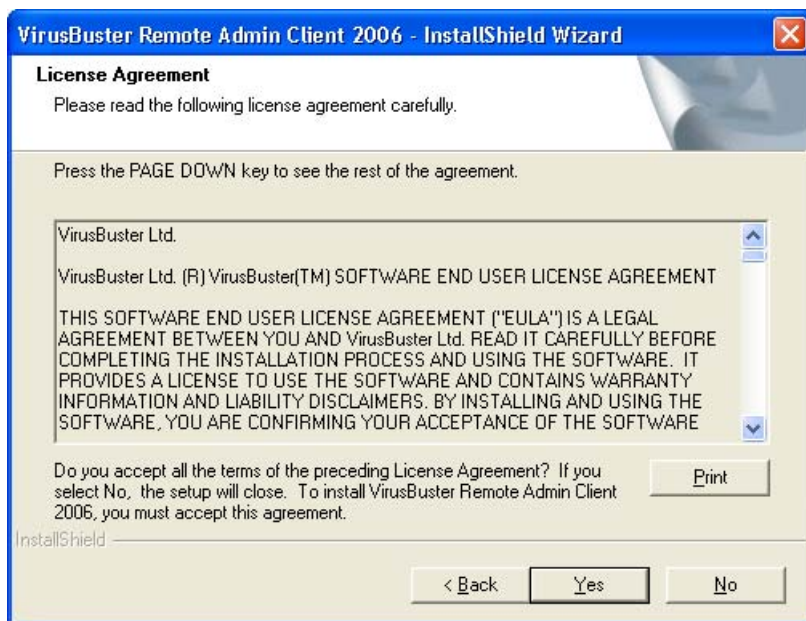 VirusBuster Remote Admin Client 2006 - InstallShield Wizard
License Agreement
Please read the following license agreement carefully.
Press the PAGE DOWN key to see the rest of the agreement.
VirusBuster Ltd.
VirusBuster Ltd. (R) VirusBuster(TM) SOFTWARE END USER LICENSE AGREEMENT
THIS SOFTWARE END USER LICENSE AGREEMENT ("EULA") IS A LEGAL
AGREEMENT BETWEEN YOU AND VirusBuster Ltd. READ IT CAREFULLY BEFORE
COMPLETING THE INSTALLATION PROCESS AND USING THE SOFTWARE.  IT
PROVIDES A LICENSE TO USE THE SOFTWARE AND CONTAINS WARRANTY
INFORMATION AND LIABILITY DISCLAIMERS. BY INSTALLING AND USING THE
SOFTWARE, YOU ARE CONFIRMING YOUR ACCEPTANCE OF THE SOFTWARE
Do you accept all the terms of the preceding License Agreement?  If you
select No,  the setup will close.  To install VirusBuster Remote Admin Client
2006, you must accept this agreement.
Print
InstallShield
< Back
Yes
No